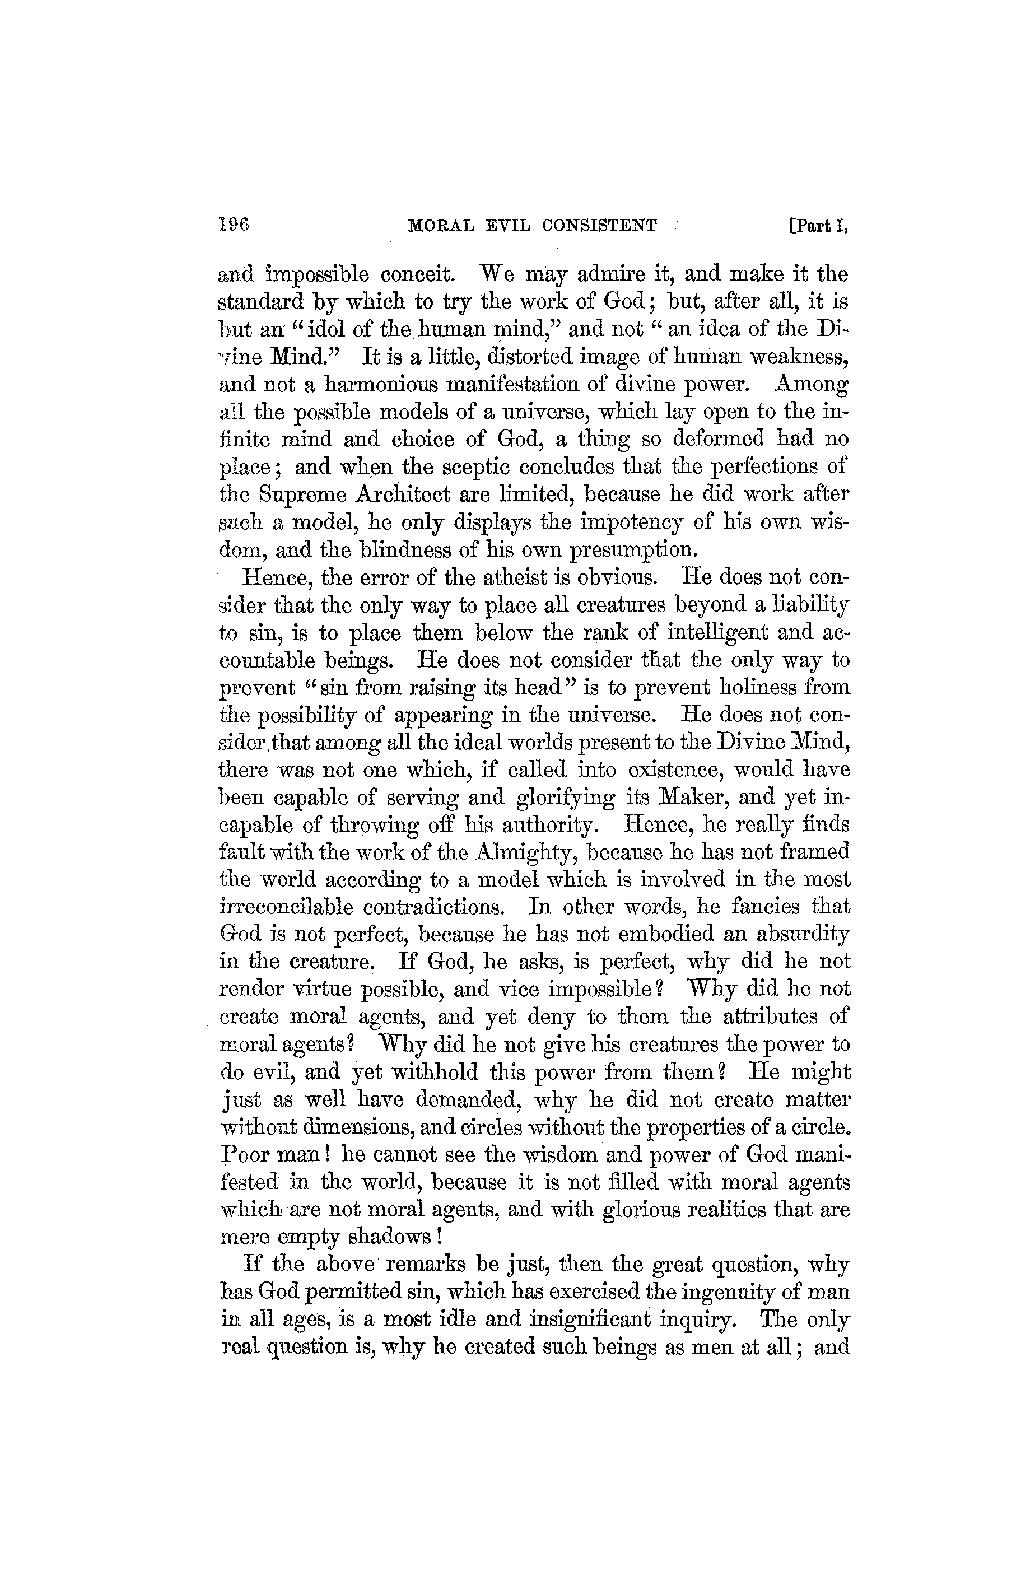 196 MORAL EVIL CONSISTENT [Part I,
and impossible conceit. We may admire it, and make it the
standard by which to try the work of God; but, after all, it is
but an “idol of the human mind,” and not “an idea of the Di-
vine Mind.” It is a little, distorted image of human weakness,
and not a harmonious manifestation of divine power. Among
all the possible models of a universe, which lay open to the in-
finite mind and choice of God, a thing so deformed had no
place; and when the sceptic concludes that the perfections of
the Supreme Architect are limited, because he did work after
such a model, he only displays the impotency of his own wis-
dom, and the blindness of his own presumption.
Hence, the error of the atheist is obvious. He does not con-
sider that the only way to place all creatures beyond a liability
to sin, is to place them below the rank of intelligent and ac-
countable beings. He does not consider that the only way to
prevent “sin from raising its head” is to prevent holiness from
the possibility of appearing in the universe. He does not con-
sider that among all the ideal worlds present to the Divine Mind,
there was not one which, if called into existence, would have
been capable of serving and glorifying its Maker, and yet in-
capable of throwing off his authority. Hence, he really finds
fault with the work of the Almighty, because he has not framed
the world according to a model which is involved in the most
irreconcilable contradictions. In other words, he fancies that
God is not perfect, because he has not embodied an absurdity
in the creature. If God, he asks, is perfect, why did he not
render virtue possible, and vice impossible? Why did he not
create moral agents, and yet deny to them the attributes of
moral agents? Why did he not give his creatures the power to
do evil, and yet withhold this power from them? He might
just as well have demanded, why he did not create matter
without dimensions, and circles without the properties of a circle.
Poor man! he cannot see the wisdom and power of God mani-
fested in the world, because it is not filled with moral agents
which are not moral agents, and with glorious realities that are
mere empty shadows!
If the above remarks be just, then the great question, why
has God permitted sin, which has exercised the ingenuity of man
in all ages, is a most idle and insignificant inquiry. The only
real question is, why he created such beings as men at all; and